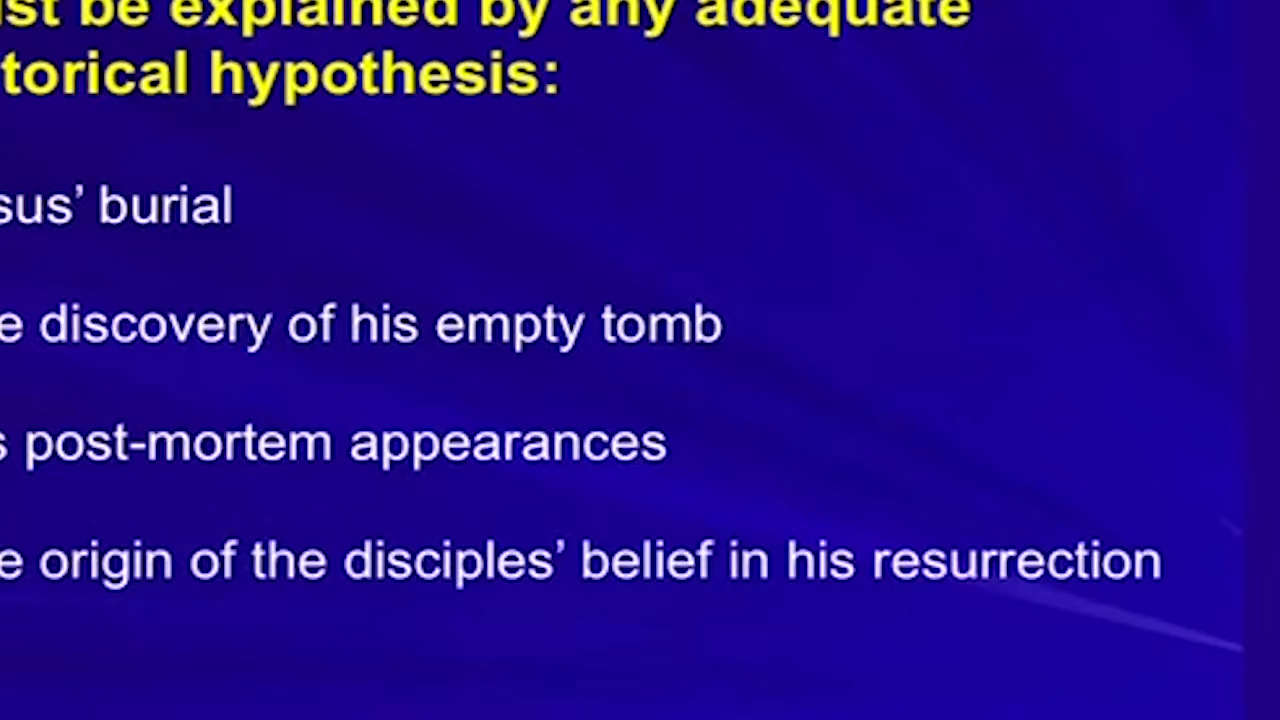 ust be explained by any adequate
torical hypothesis:
sus’ burial
e discovery of his empty tomb
s post-mortem appearances
e origin of the disciples’ belief in his resurrection